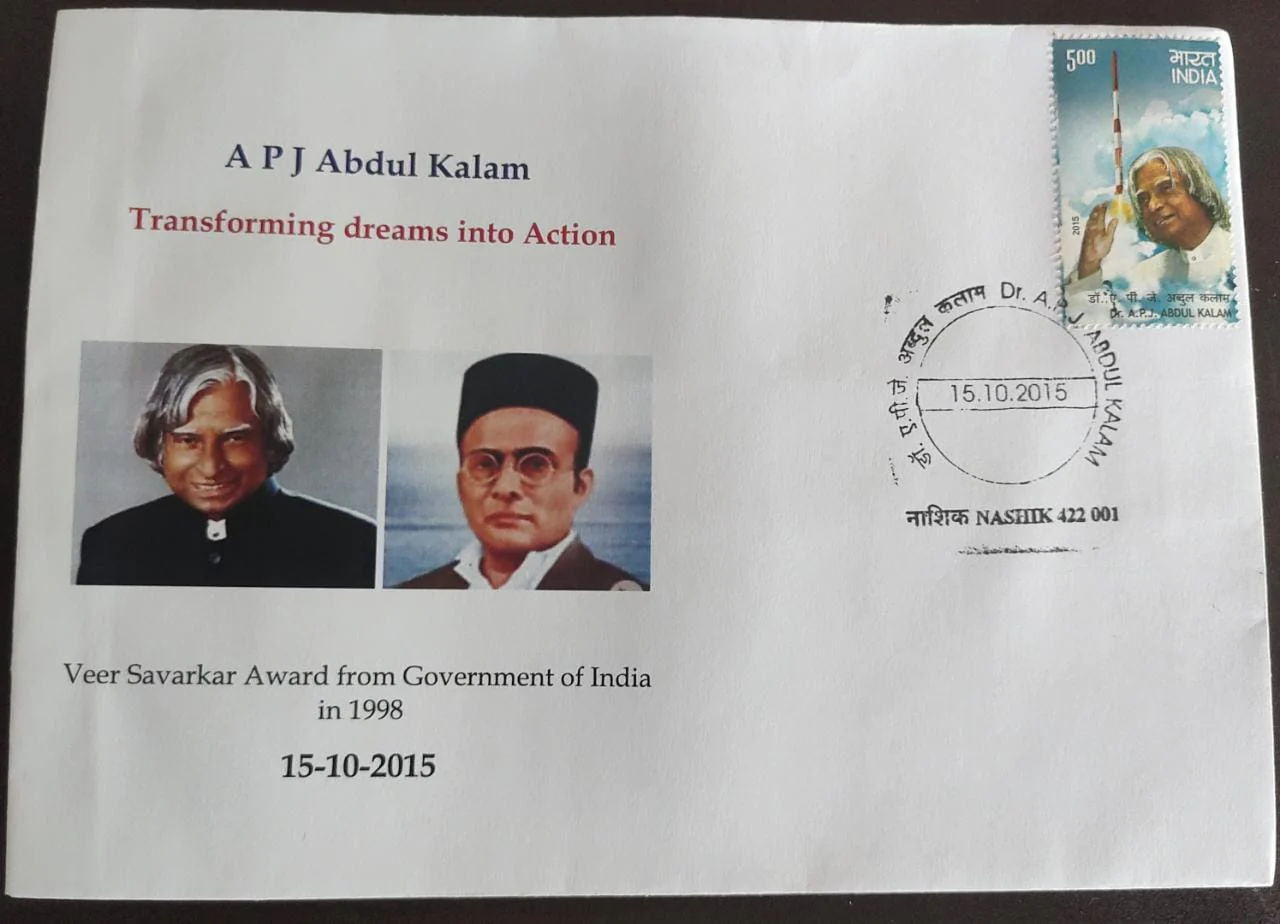 A P J Abdul Kalam
Transforming dreams into Action
Veer Savarkar Award from Government of India
in 1998
15-10-2015
500
भारत
INDIA
2015
डॉ. ए. पी. जे. अब्दुल कलाम
Dr. A.P.J. ABDUL KALAM
डॉ. ए.पी.जे. अब्दुल कलाम Dr. A.P.J. ABDUL KALAM
15.10.2015
नाशिक NASHIK 422 001